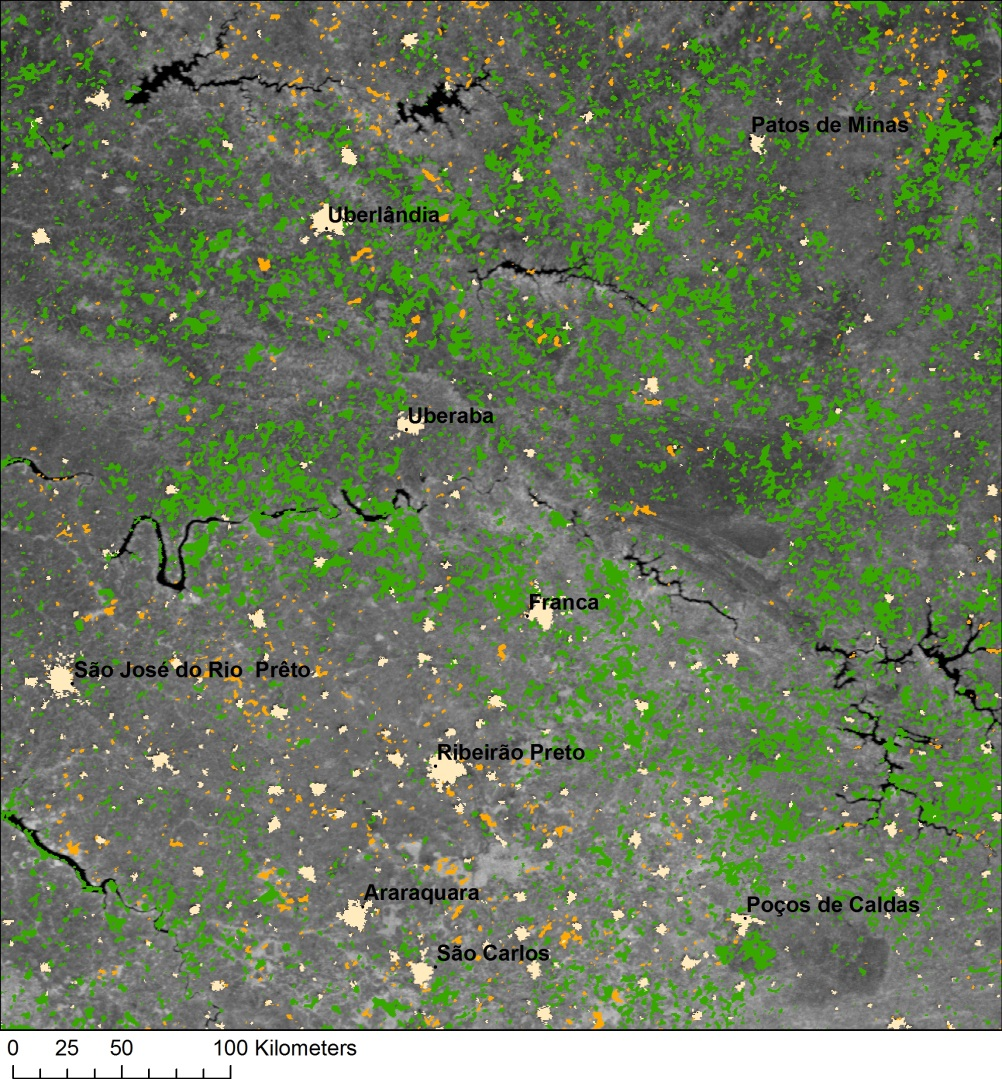 Patos de Minas
Uberlândia
Uberaba
Franca
São José do Rio  Prêto
Ribeirão Preto
Araraquara
Poços de Caldas
São Carlos
0 25 50 100 Kilometers